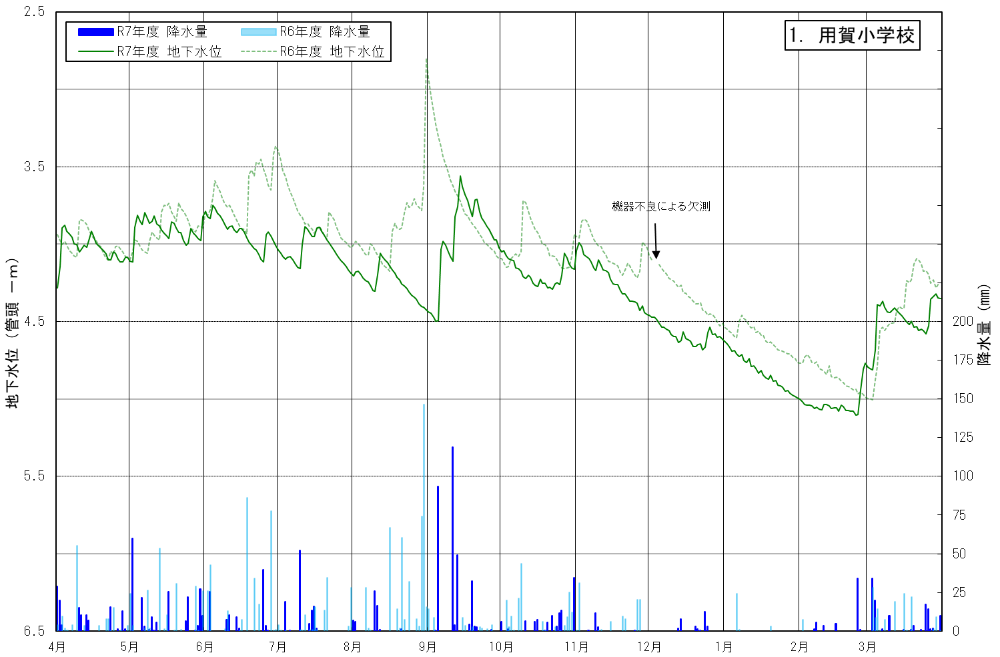 2.5
R7年度 降水量
R6年度 降水量
R7年度 地下水位
R6年度 地下水位
1. 用賀小学校
3.5
機器不良による欠測
4.5
5.5
6.5
地下水位（管頭 －ｍ）
200
175
150
125
100
75
50
25
0
降水量（㎜）
4月
5月
6月
7月
8月
9月
10月
11月
12月
1月
2月
3月